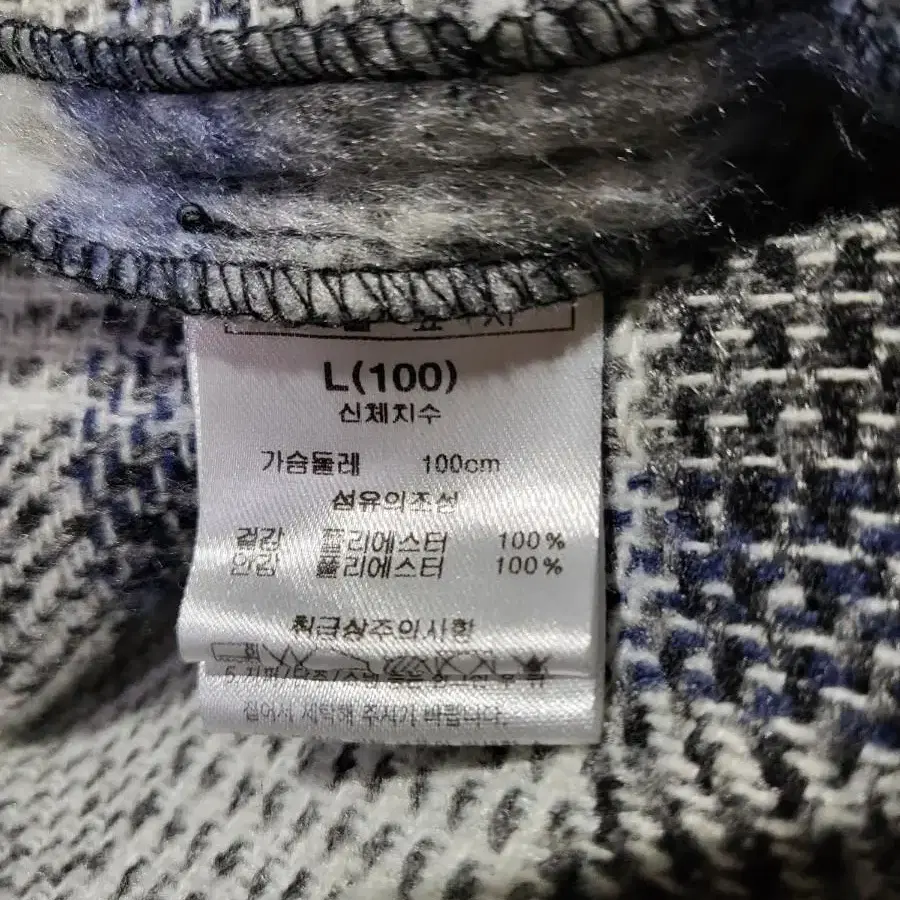 L(100)
신체치수
가슴둘레 100cm
섬유의조성
겉감 폴리에스터 100%
안감 폴리에스터 100%
취급상주의사항
집어서 세탁해 주시기 바랍니다.